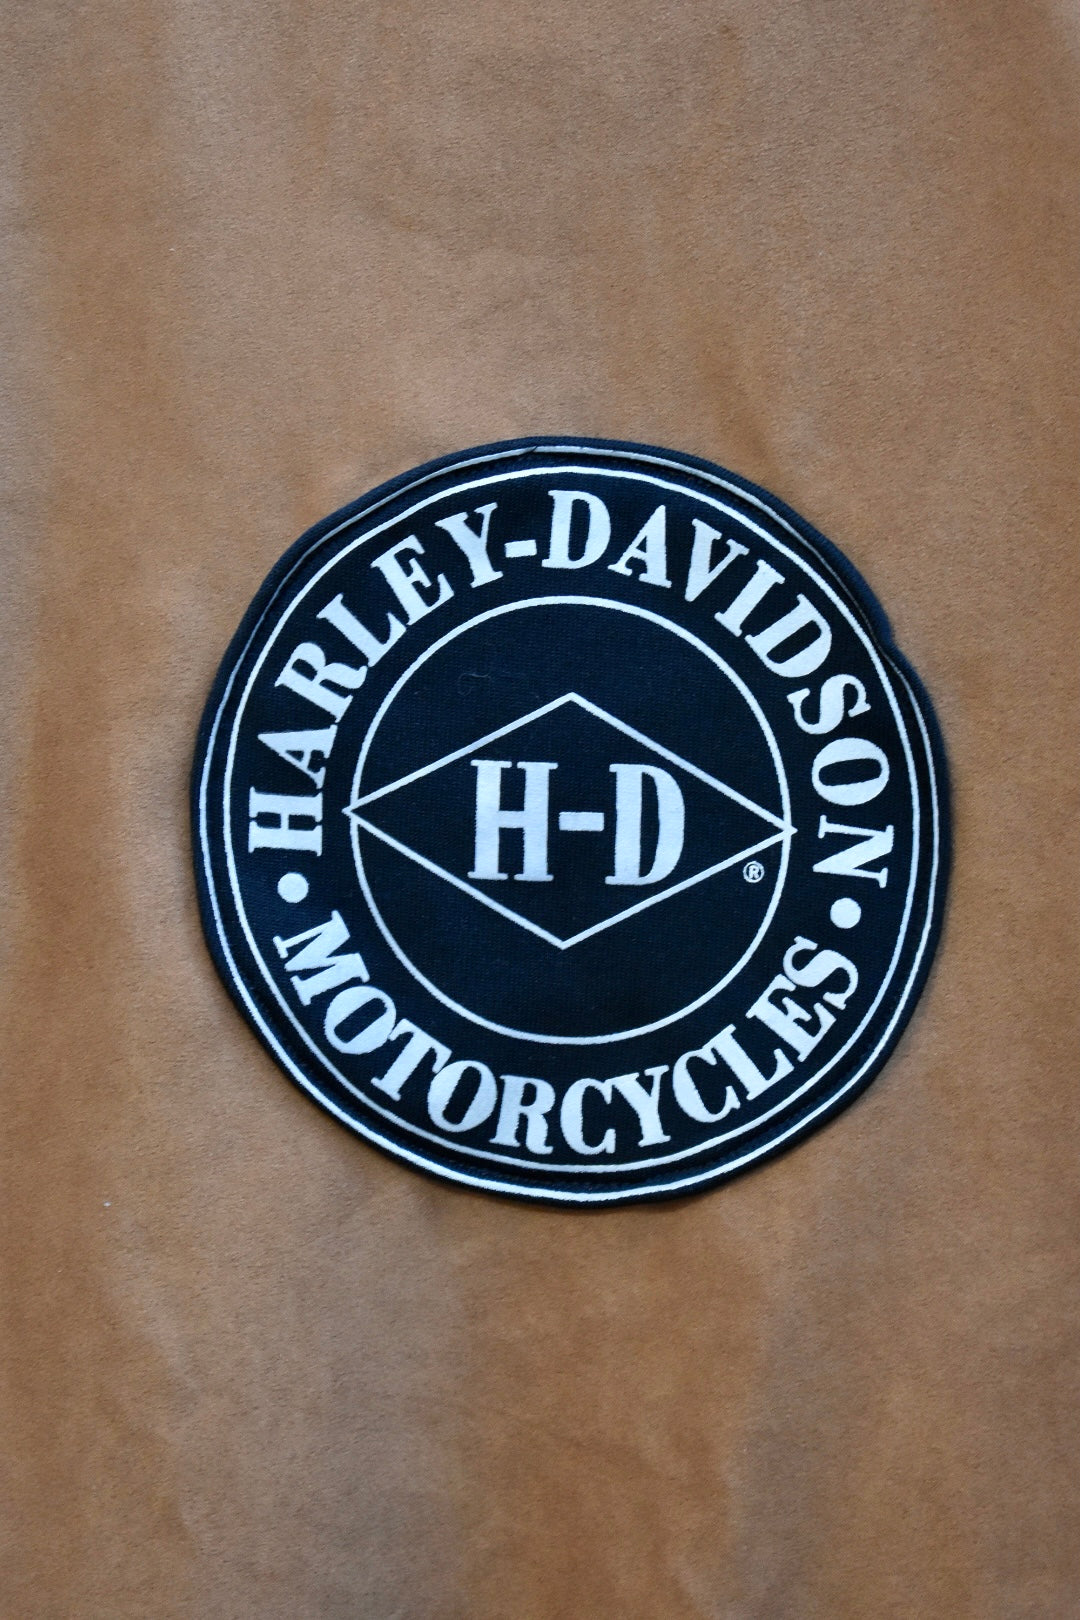 HARLEY-DAVIDSON
H-D
®
• MOTORCYCLES •